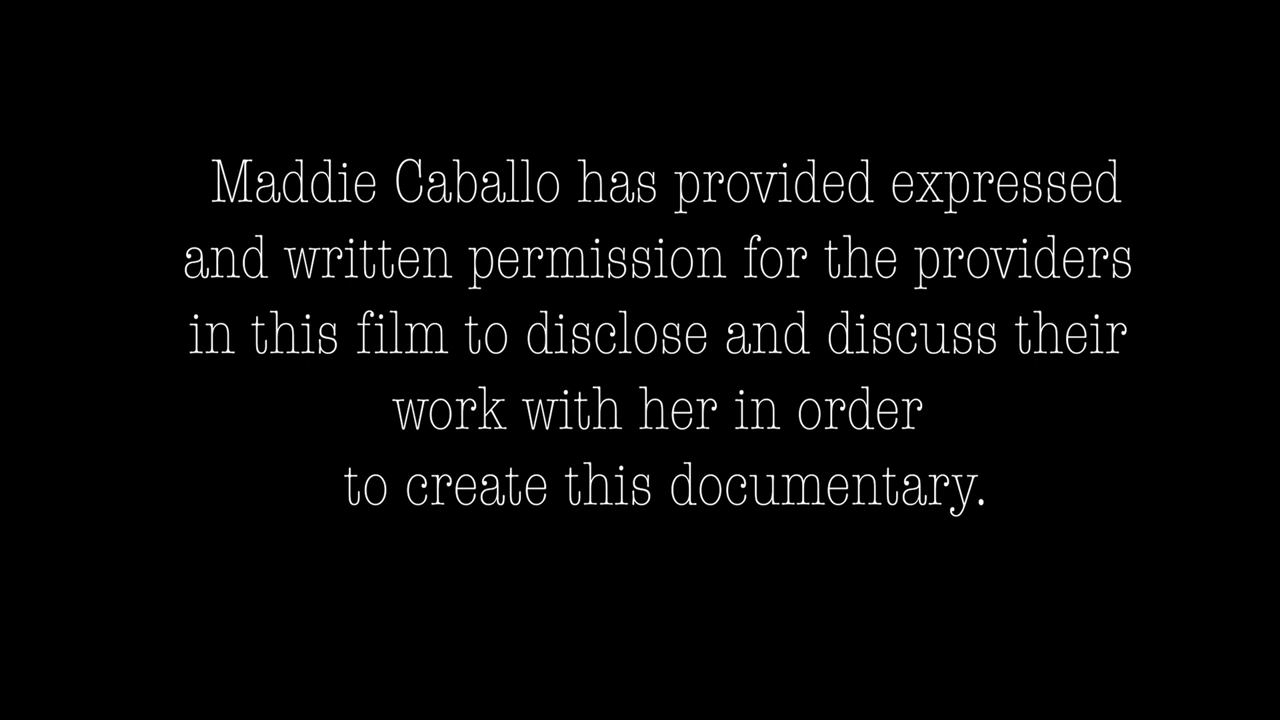 Maddie Caballo has provided expressed
and written permission for the providers
in this film to disclose and discuss their
work with her in order
to create this documentary.